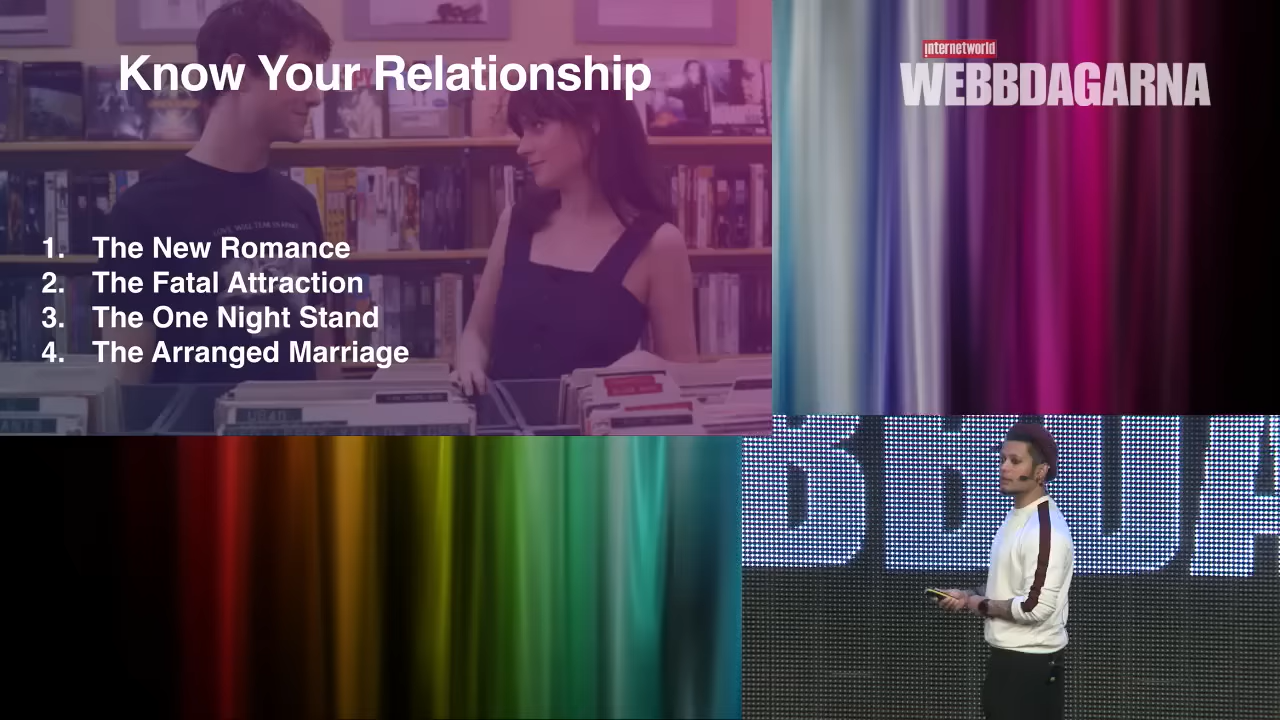 Know Your Relationship
1. The New Romance
2. The Fatal Attraction
3. The One Night Stand
4. The Arranged Marriage
internetworld
WEBBDAGARNA